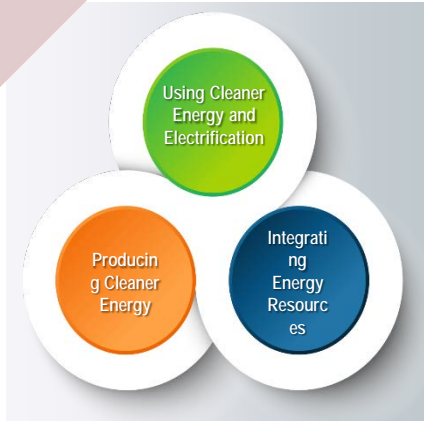 Using Cleaner
Energy and
Electrification
Producin
g Cleaner
Energy
Integrati
ng
Energy
Resourc
es